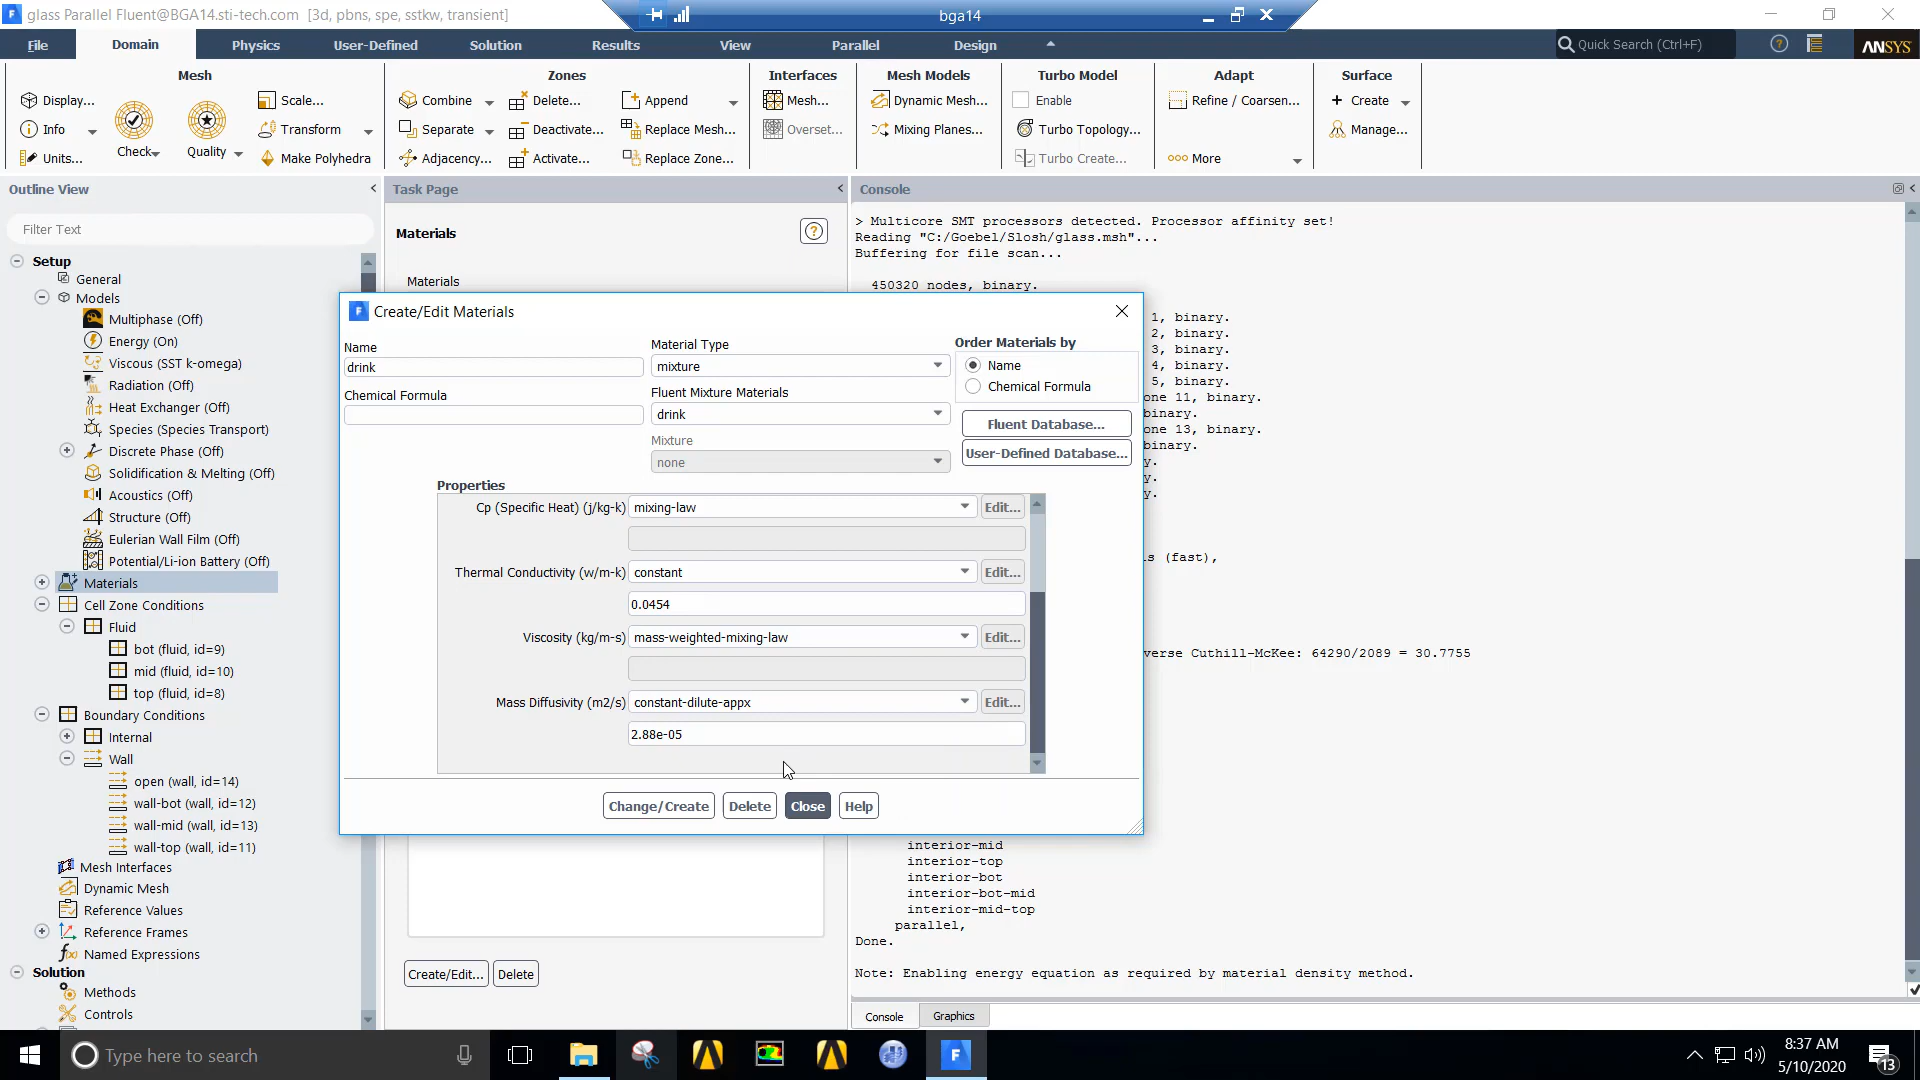 glass Parallel Fluent@BGA14.sti-tech.com [3d, pbns, spe, sstkw, transient]
bga14
File
Domain
Physics
User-Defined
Solution
Results
View
Parallel
Design
Quick Search (Ctrl+F)
ANSYS
Mesh
Display...
Info
Units...
Check
Quality
Scale...
Transform
Make Polyhedra
Zones
Combine
Separate
Adjacency...
Delete...
Deactivate...
Activate...
Append
Replace Mesh...
Replace Zone...
Interfaces
Mesh...
Overset...
Mesh Models
Dynamic Mesh...
Mixing Planes...
Turbo Model
Enable
Turbo Topology...
Turbo Create...
Adapt
Refine / Coarsen...
More
Surface
Create
Manage...
Outline View
Filter Text
Setup
General
Models
Multiphase (Off)
Energy (On)
Viscous (SST k-omega)
Radiation (Off)
Heat Exchanger (Off)
Species (Species Transport)
Discrete Phase (Off)
Solidification & Melting (Off)
Acoustics (Off)
Structure (Off)
Eulerian Wall Film (Off)
Potential/Li-ion Battery (Off)
Materials
Cell Zone Conditions
Fluid
bot (fluid, id=9)
mid (fluid, id=10)
top (fluid, id=8)
Boundary Conditions
Internal
Wall
open (wall, id=14)
wall-bot (wall, id=12)
wall-mid (wall, id=13)
wall-top (wall, id=11)
Mesh Interfaces
Dynamic Mesh
Reference Values
Reference Frames
Named Expressions
Solution
Methods
Controls
Task Page
Materials
Materials
Create/Edit...
Delete
Create/Edit Materials
Name
drink
Chemical Formula
Material Type
mixture
Fluent Mixture Materials
drink
Mixture
none
Order Materials by
Name
Chemical Formula
Fluent Database...
User-Defined Database...
Properties
Cp (Specific Heat) (j/kg-k) mixing-law Edit...
Thermal Conductivity (w/m-k) constant Edit...
0.0454
Viscosity (kg/m-s) mass-weighted-mixing-law Edit...
Mass Diffusivity (m2/s) constant-dilute-appx Edit...
2.88e-05
Change/Create
Delete
Close
Help
Console
> Multicore SMT processors detected. Processor affinity set!
Reading "C:/Goebel/Slosh/glass.msh"...
Buffering for file scan...
450320 nodes, binary.
1, binary.
2, binary.
3, binary.
4, binary.
5, binary.
one 11, binary.
binary.
one 13, binary.
binary.
y.
y.
y.
s (fast),
verse Cuthill-McKee: 64290/2089 = 30.7755
interior-mid
interior-top
interior-bot
interior-bot-mid
interior-mid-top
parallel,
Done.
Note: Enabling energy equation as required by material density method.
Console
Graphics
Type here to search
8:37 AM
5/10/2020
13